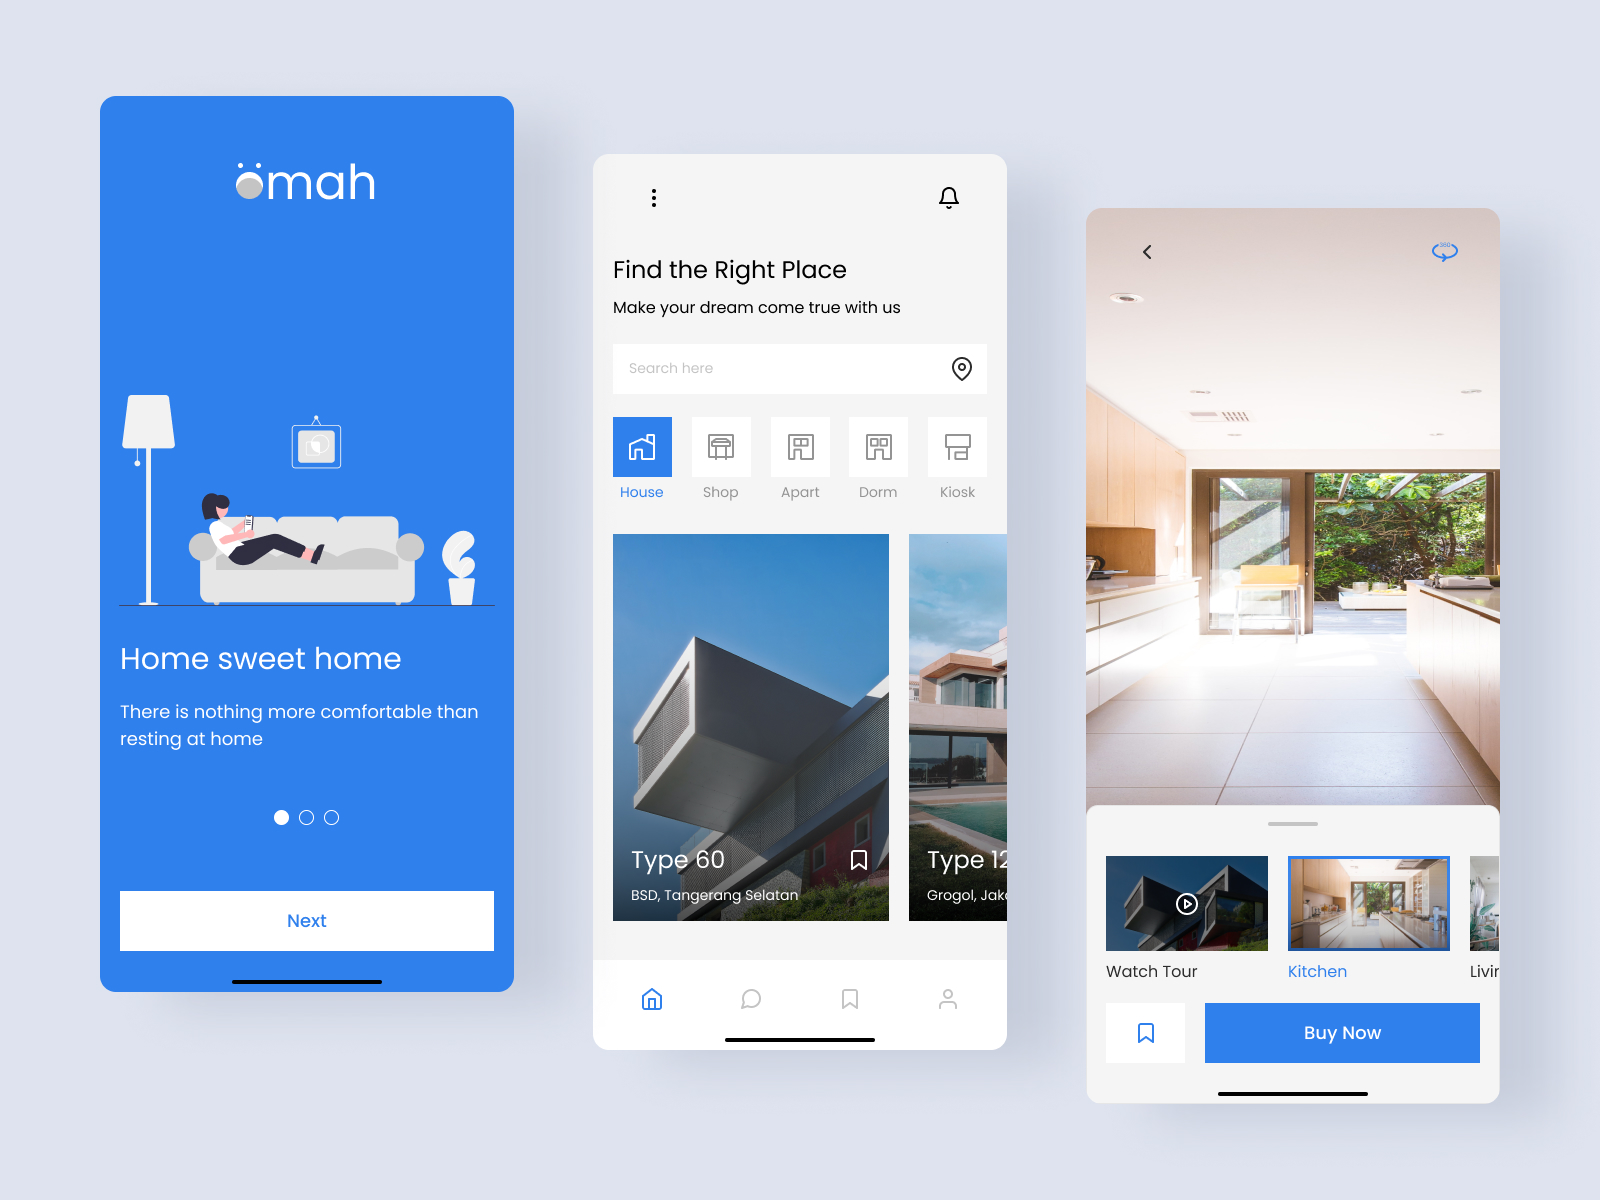 ömah
Home sweet home
There is nothing more comfortable than
resting at home
Next
Find the Right Place
Make your dream come true with us
Search here
House
Shop
Apart
Dorm
Kiosk
Type 60
BSD, Tangerang Selatan
Type 12
Grogol, Jak
360
Watch Tour
Kitchen
Livin
Buy Now